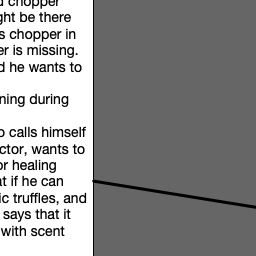 d chopper
ght be there
s chopper in
er is missing.
d he wants to
ning during
o calls himself
ctor, wants to
or healing
at if he can
ic truffles, and
says that it
with scent